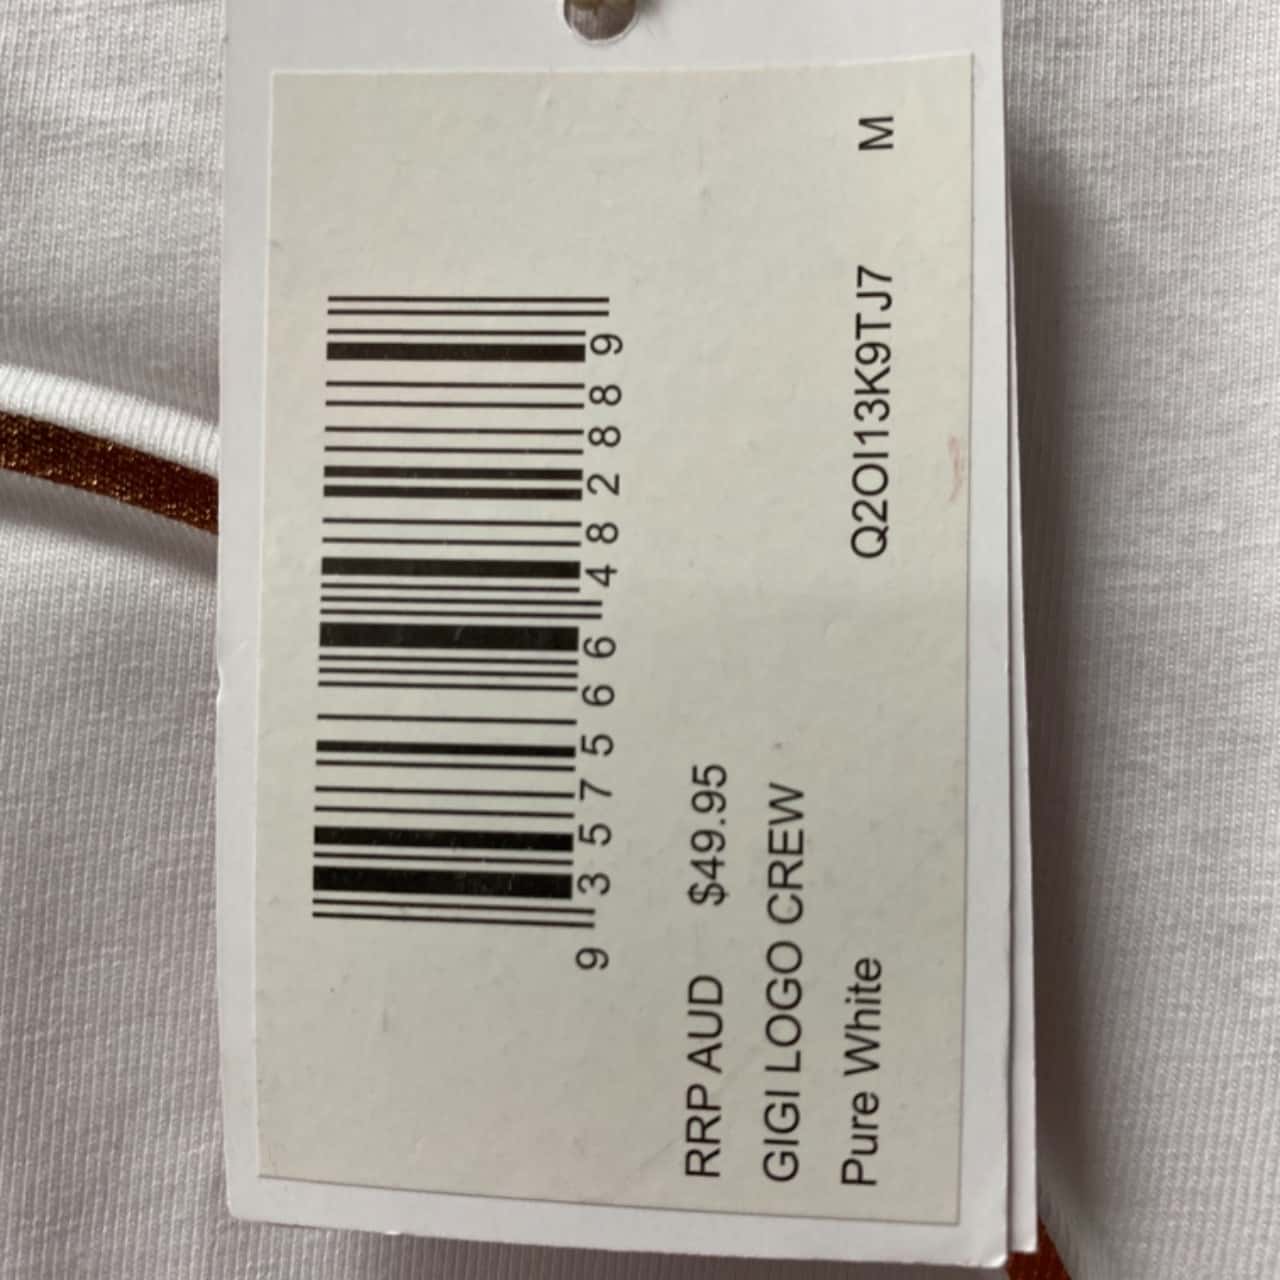 9 357566 482889
RRP AUD $49.95
GIGI LOGO CREW
Pure White Q2OI13K9TJ7 M